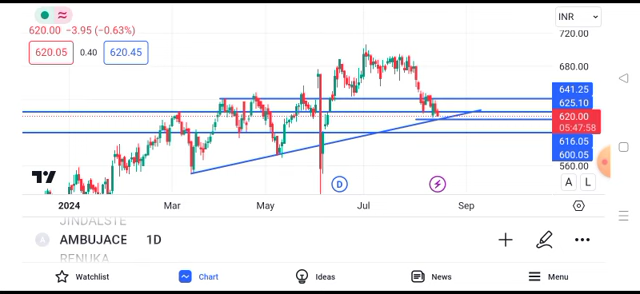 INR
620.00 −3.95 (−0.63%)
620.05 0.40 620.45
720.00
680.00
641.25
625.10
620.00
05:47:58
616.05
600.05
560.00
D
A L
2024 Mar May Jul Sep
JINDALSTE
A AMBUJACE 1D
RENUKA
Watchlist Chart Ideas News Menu